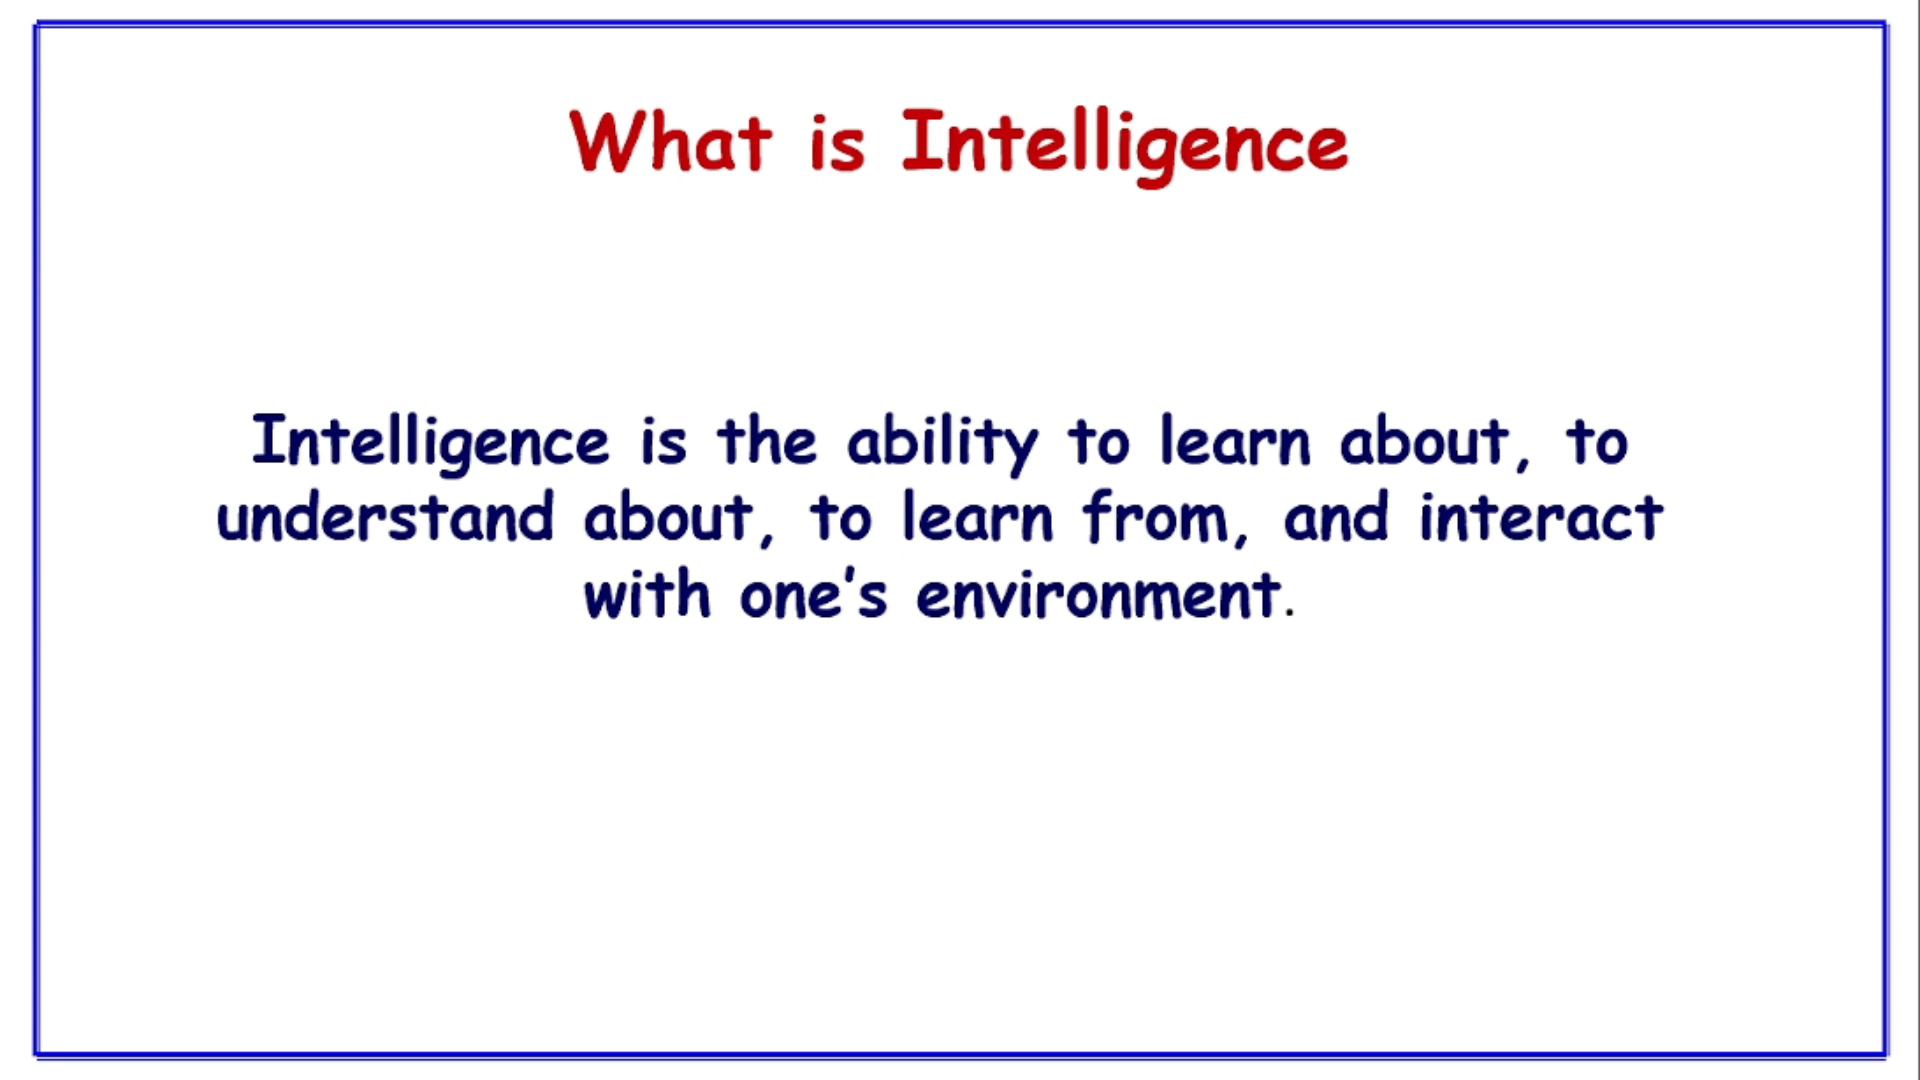 What is Intelligence
Intelligence is the ability to learn about, to
understand about, to learn from, and interact
with one’s environment.